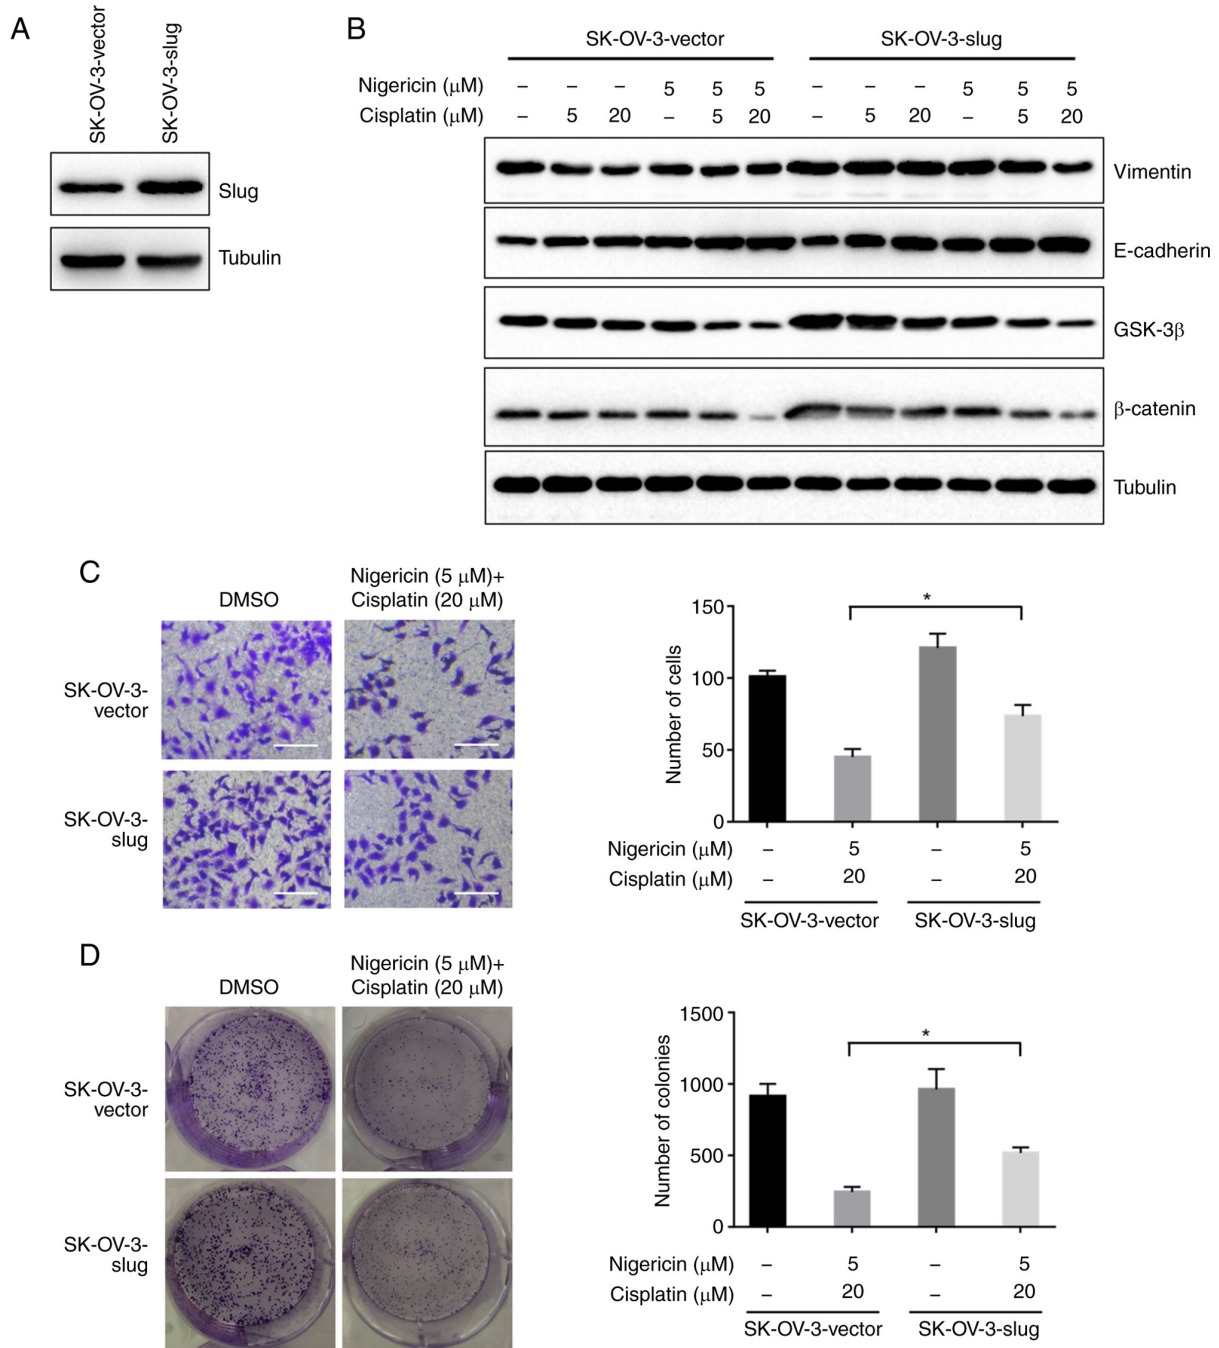 A
SK-OV-3-vector
SK-OV-3-slug
Slug
Tubulin
B
SK-OV-3-vector SK-OV-3-slug
Nigericin (μM) – – – 5 5 5 – – – 5 5 5
Cisplatin (μM) – 5 20 – 5 20 – 5 20 – 5 20
Vimentin
E-cadherin
GSK-3β
β-catenin
Tubulin
C
DMSO
Nigericin (5 μM)+
Cisplatin (20 μM)
SK-OV-3-
vector
SK-OV-3-
slug
Number of cells
150
100
50
0
*
Nigericin (μM) – 5 – 5
Cisplatin (μM) – 20 – 20
SK-OV-3-vector SK-OV-3-slug
D
DMSO
Nigericin (5 μM)+
Cisplatin (20 μM)
SK-OV-3-
vector
SK-OV-3-
slug
Number of colonies
1500
1000
500
0
*
Nigericin (μM) – 5 – 5
Cisplatin (μM) – 20 – 20
SK-OV-3-vector SK-OV-3-slug